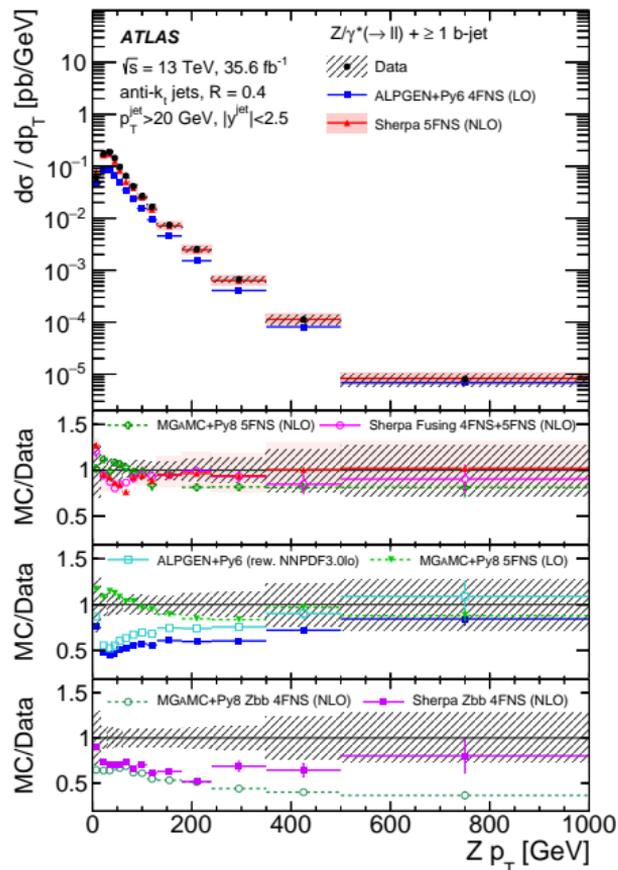 ATLAS
√s = 13 TeV, 35.6 fb⁻¹
anti-kₜ jets, R = 0.4
p_T^jet>20 GeV, |y^jet|<2.5
Z/γ*(→ ll) + ≥ 1 b-jet
Data
ALPGEN+Py6 4FNS (LO)
Sherpa 5FNS (NLO)
dσ / dp_T [pb/GeV]
10
1
10⁻¹
10⁻²
10⁻³
10⁻⁴
10⁻⁵
MGAMC+Py8 5FNS (NLO) Sherpa Fusing 4FNS+5FNS (NLO)
MC/Data
1.5
1
0.5
ALPGEN+Py6 (rew. NNPDF3.0lo) MGAMC+Py8 5FNS (LO)
MC/Data
1.5
1
0.5
MGAMC+Py8 Zbb 4FNS (NLO) Sherpa Zbb 4FNS (NLO)
MC/Data
1.5
1
0.5
0 200 400 600 800 1000
Z p_T [GeV]